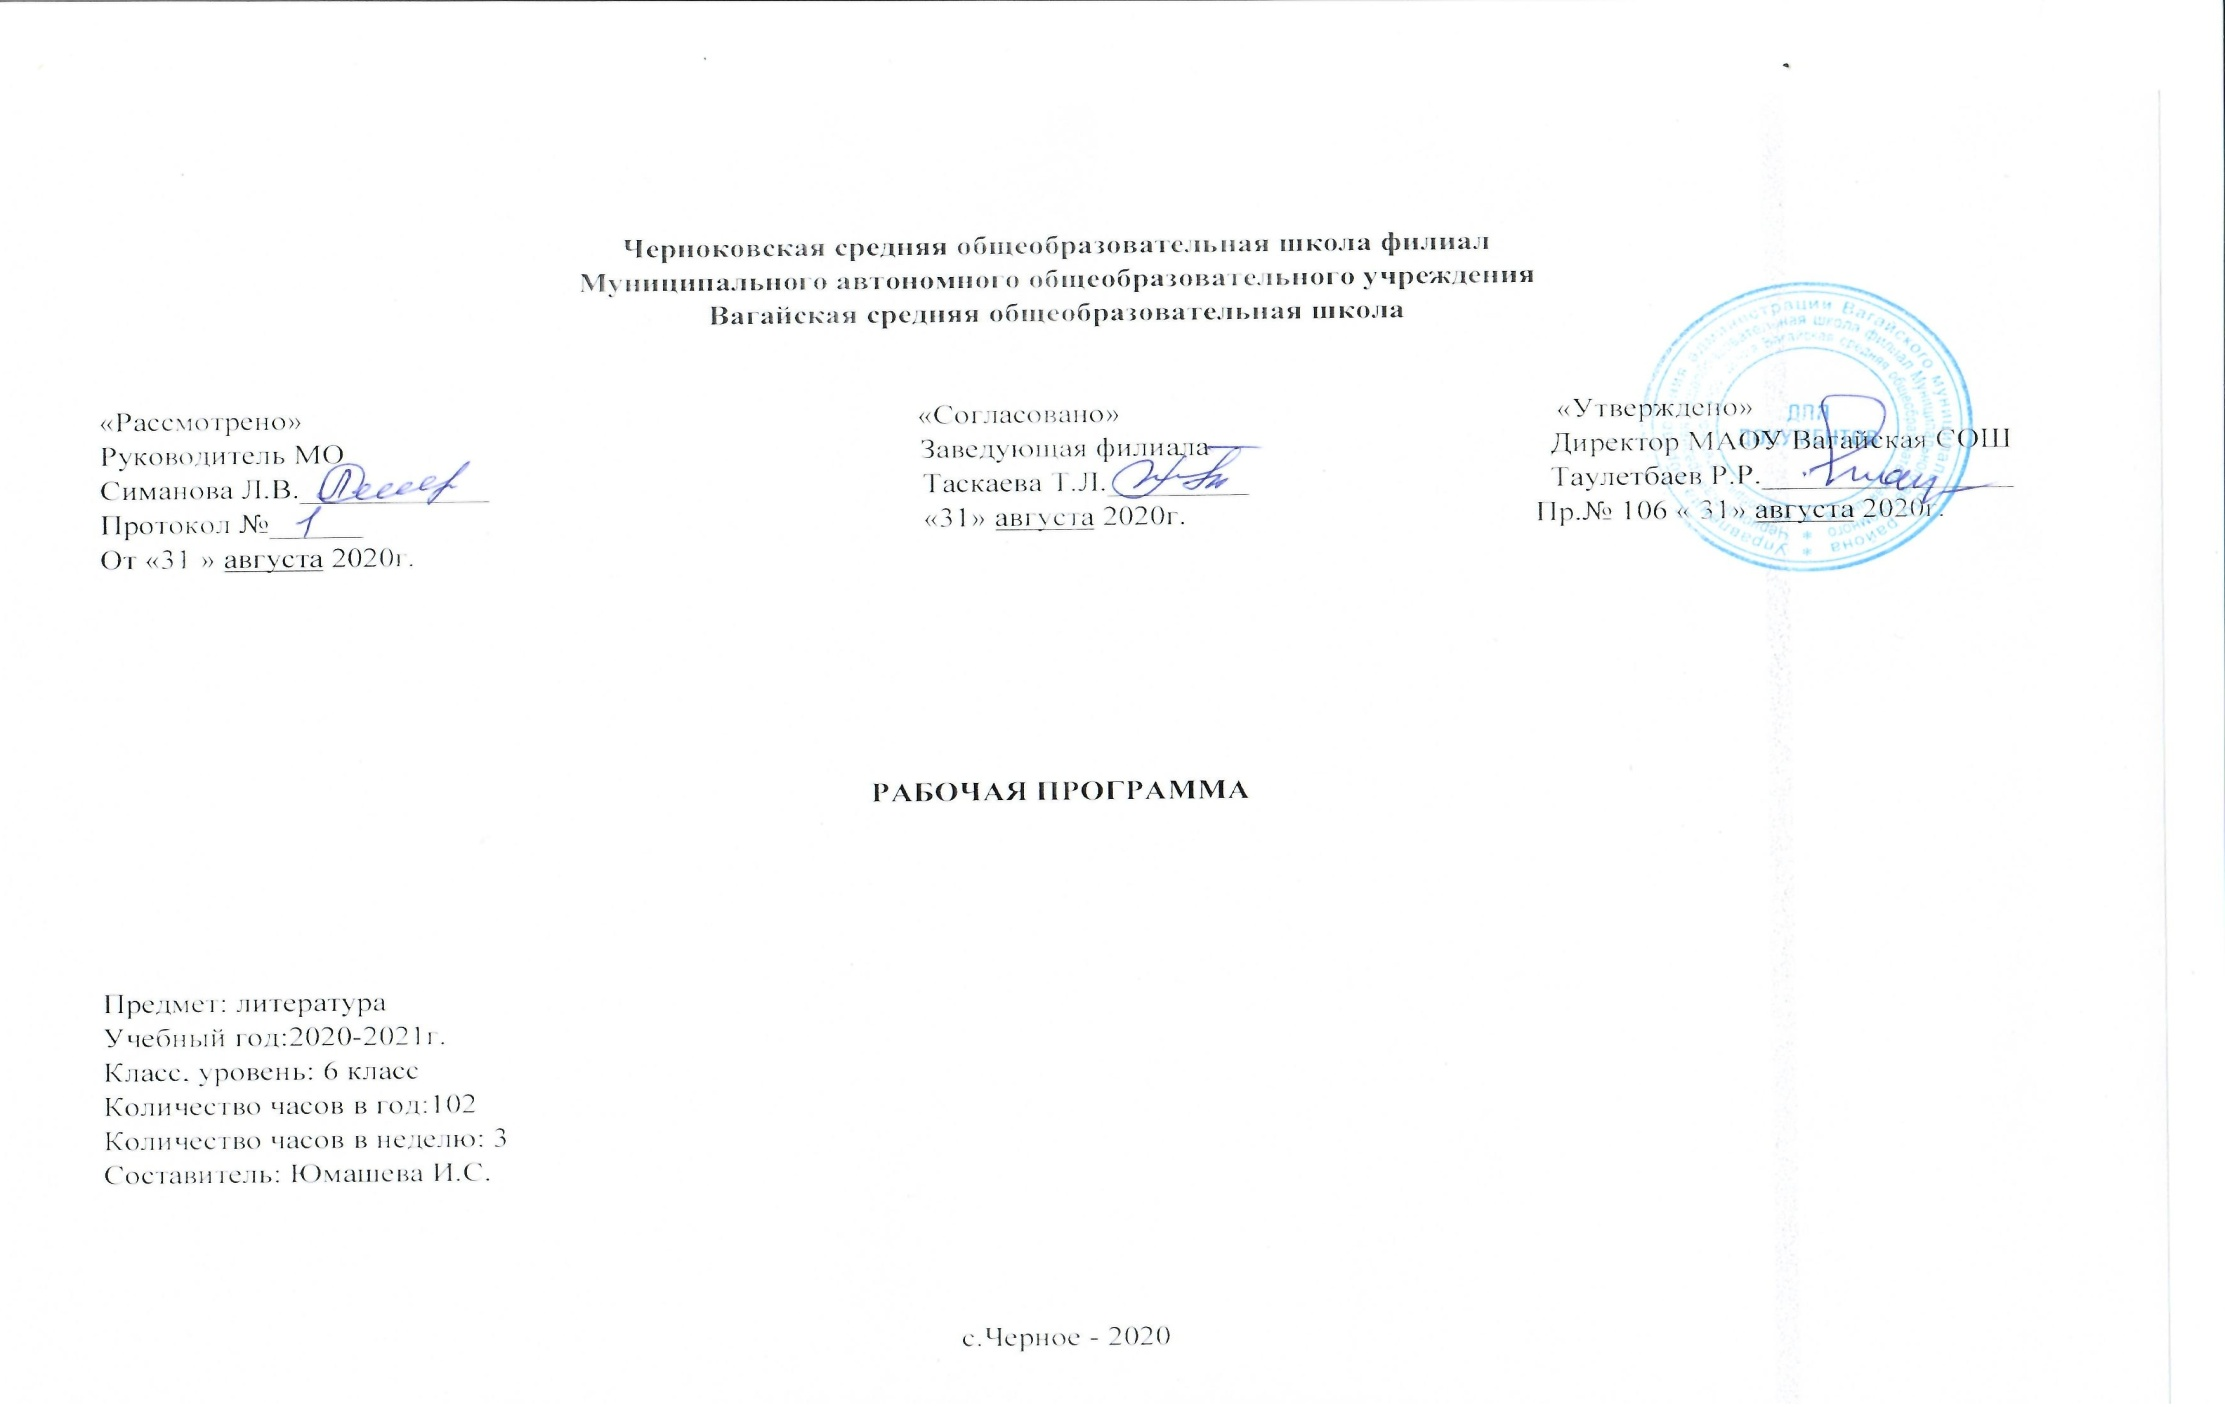 Черноковская средняя общеобразовательная школа филиал
Муниципального автономного общеобразовательного учреждения
Вагайская средняя общеобразовательная школа
«Рассмотрено»
Руководитель МО
Симанова Л.В.
Протокол № 1
От «31 » августа 2020г.
«Согласовано»
Заведующая филиала
Таскаева Т.Л.
«31» августа 2020г.
«Утверждено»
Директор МАОУ Вагайская СОШ
Таулетбаев Р.Р.
Пр.№ 106 « 31» августа 2020г.
ДЛЯ
ДОКУМЕНТОВ
РАБОЧАЯ ПРОГРАММА
Предмет: литература
Учебный год:2020-2021г.
Класс. уровень: 6 класс
Количество часов в год:102
Количество часов в неделю: 3
Составитель: Юмашева И.С.
с.Черное - 2020